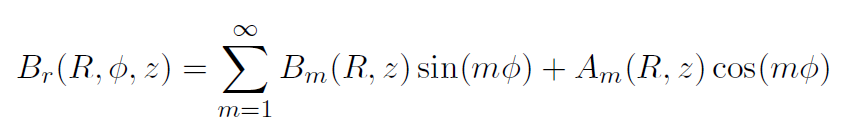 $$B_r(R, \phi, z) = \sum_{m=1}^{\infty} B_m(R, z) \sin(m\phi) + A_m(R, z) \cos(m\phi)$$